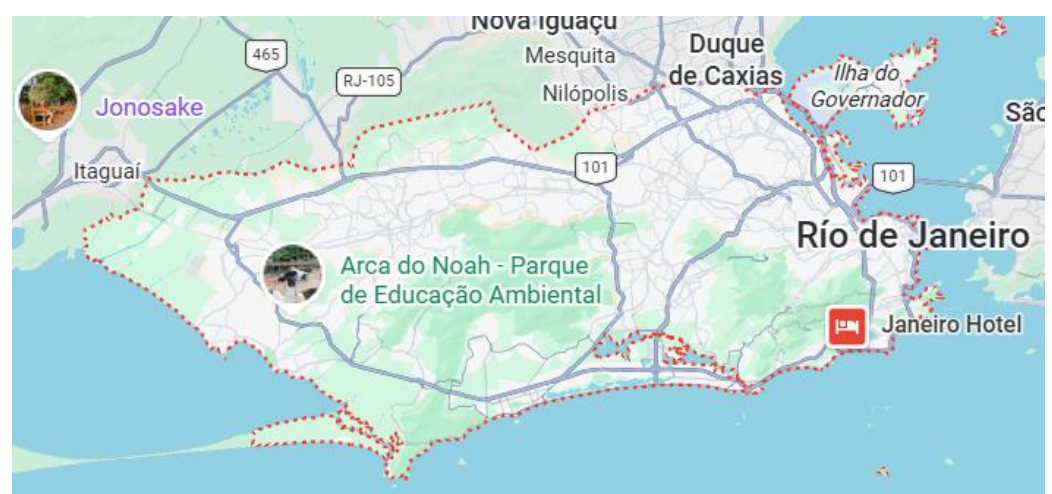 Nova Iguaçu
465
Mesquita
Duque
de Caxias
RJ-105
Nilópolis
Ilha do
Governador
Jonosake
São
Itaguaí
101
101
Río de Janeiro
Arca do Noah - Parque
de Educação Ambiental
Janeiro Hotel